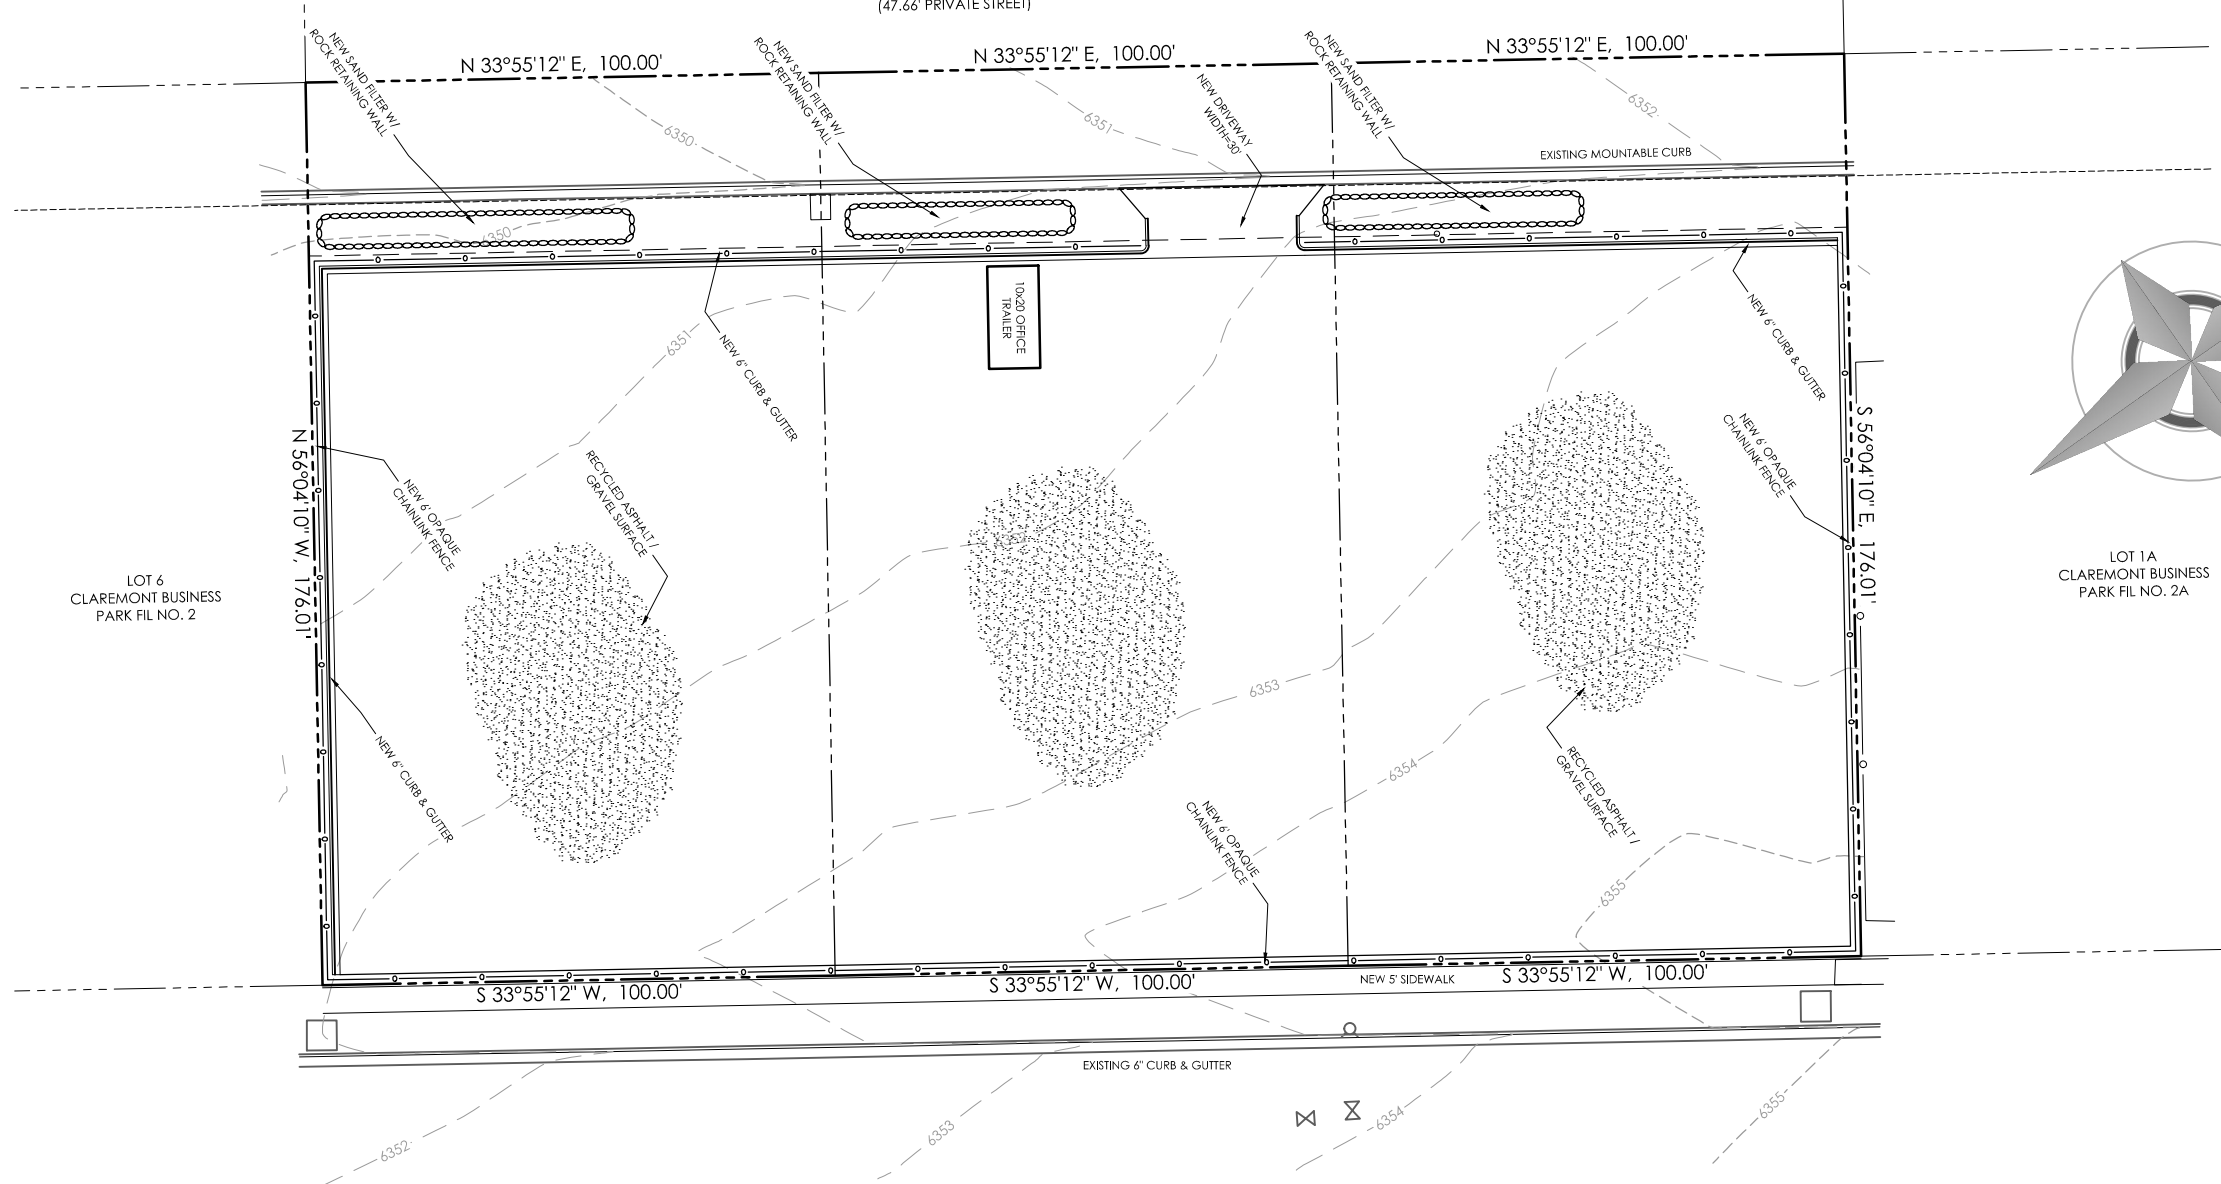 (47.66' PRIVATE STREET)
N 33°55'12" E, 100.00'
N 33°55'12" E, 100.00'
N 33°55'12" E, 100.00'
NEW SAND FILTER W/
ROCK RETAINING WALL
NEW SAND FILTER W/
ROCK RETAINING WALL
NEW DRIVEWAY
WIDTH=30'
NEW SAND FILTER W/
ROCK RETAINING WALL
6350
6351
6352
EXISTING MOUNTABLE CURB
6350
10x20 OFFICE
TRAILER
6351
NEW 6" CURB & GUTTER
NEW 6" CURB & GUTTER
N 56°04'10" W, 176.01'
NEW 6' OPAQUE
CHAINLINK FENCE
RECYCLED ASPHALT /
GRAVEL SURFACE
NEW 6' OPAQUE
CHAINLINK FENCE
S 56°04'10" E, 176.01'
6352
LOT 6
CLAREMONT BUSINESS
PARK FIL NO. 2
LOT 1A
CLAREMONT BUSINESS
PARK FIL NO. 2A
6353
NEW 6" CURB & GUTTER
6354
NEW 6' OPAQUE
CHAINLINK FENCE
RECYCLED ASPHALT /
GRAVEL SURFACE
6355
S 33°55'12" W, 100.00'
S 33°55'12" W, 100.00'
NEW 5' SIDEWALK
S 33°55'12" W, 100.00'
EXISTING 6" CURB & GUTTER
6352
6353
6354
6355